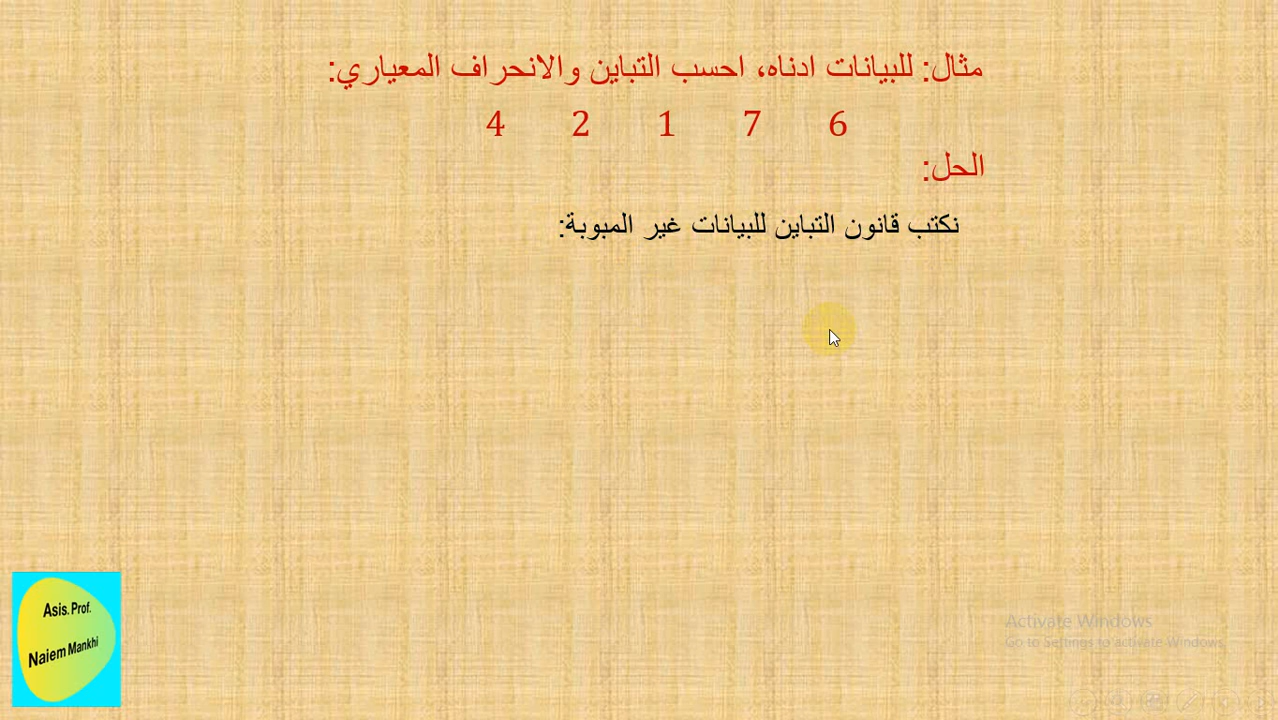 مثال: للبيانات ادناه، احسب التباين والانحراف المعياري:
4 2 1 7 6
الحل:
نكتب قانون التباين للبيانات غير المبوبة:
Asis. Prof.
Naiem Mankhi
Activate Windows
Go to Settings to activate Windows.